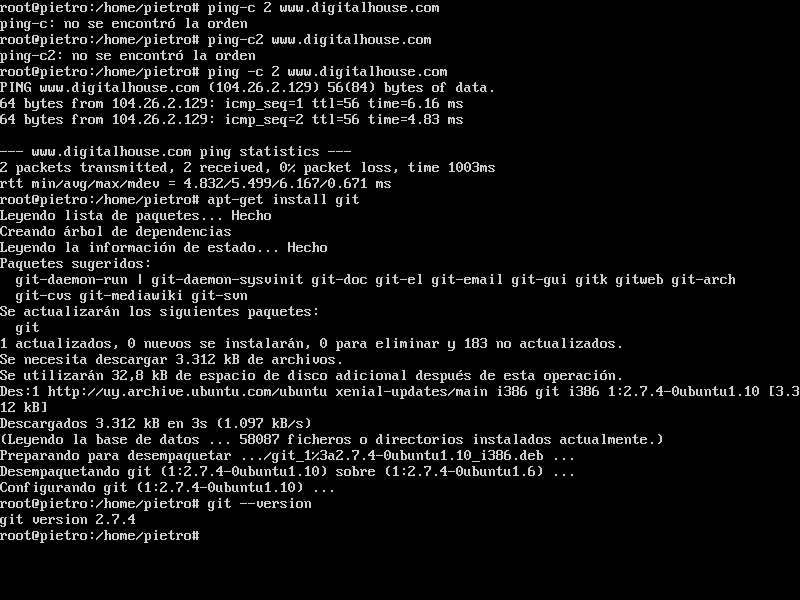 root@pietro:/home/pietro# ping-c 2 www.digitalhouse.com
ping-c: no se encontró la orden
root@pietro:/home/pietro# ping-c2 www.digitalhouse.com
ping-c2: no se encontró la orden
root@pietro:/home/pietro# ping -c 2 www.digitalhouse.com
PING www.digitalhouse.com (104.26.2.129) 56(84) bytes of data.
64 bytes from 104.26.2.129: icmp_seq=1 ttl=56 time=6.16 ms
64 bytes from 104.26.2.129: icmp_seq=2 ttl=56 time=4.83 ms
--- www.digitalhouse.com ping statistics ---
2 packets transmitted, 2 received, 0% packet loss, time 1003ms
rtt min/avg/max/mdev = 4.832/5.499/6.167/0.671 ms
root@pietro:/home/pietro# apt-get install git
Leyendo lista de paquetes... Hecho
Creando árbol de dependencias
Leyendo la información de estado... Hecho
Paquetes sugeridos:
  git-daemon-run | git-daemon-sysvinit git-doc git-el git-email git-gui gitk gitweb git-arch
  git-cvs git-mediawiki git-svn
Se actualizarán los siguientes paquetes:
  git
1 actualizados, 0 nuevos se instalarán, 0 para eliminar y 183 no actualizados.
Se necesita descargar 3.312 kB de archivos.
Se utilizarán 32,8 kB de espacio de disco adicional después de esta operación.
Des:1 http://uy.archive.ubuntu.com/ubuntu xenial-updates/main i386 git i386 1:2.7.4-0ubuntu1.10 [3.3
12 kB]
Descargados 3.312 kB en 3s (1.097 kB/s)
(Leyendo la base de datos ... 58087 ficheros o directorios instalados actualmente.)
Preparando para desempaquetar .../git_1%3a2.7.4-0ubuntu1.10_i386.deb ...
Desempaquetando git (1:2.7.4-0ubuntu1.10) sobre (1:2.7.4-0ubuntu1.6) ...
Configurando git (1:2.7.4-0ubuntu1.10) ...
root@pietro:/home/pietro# git --version
git version 2.7.4
root@pietro:/home/pietro#